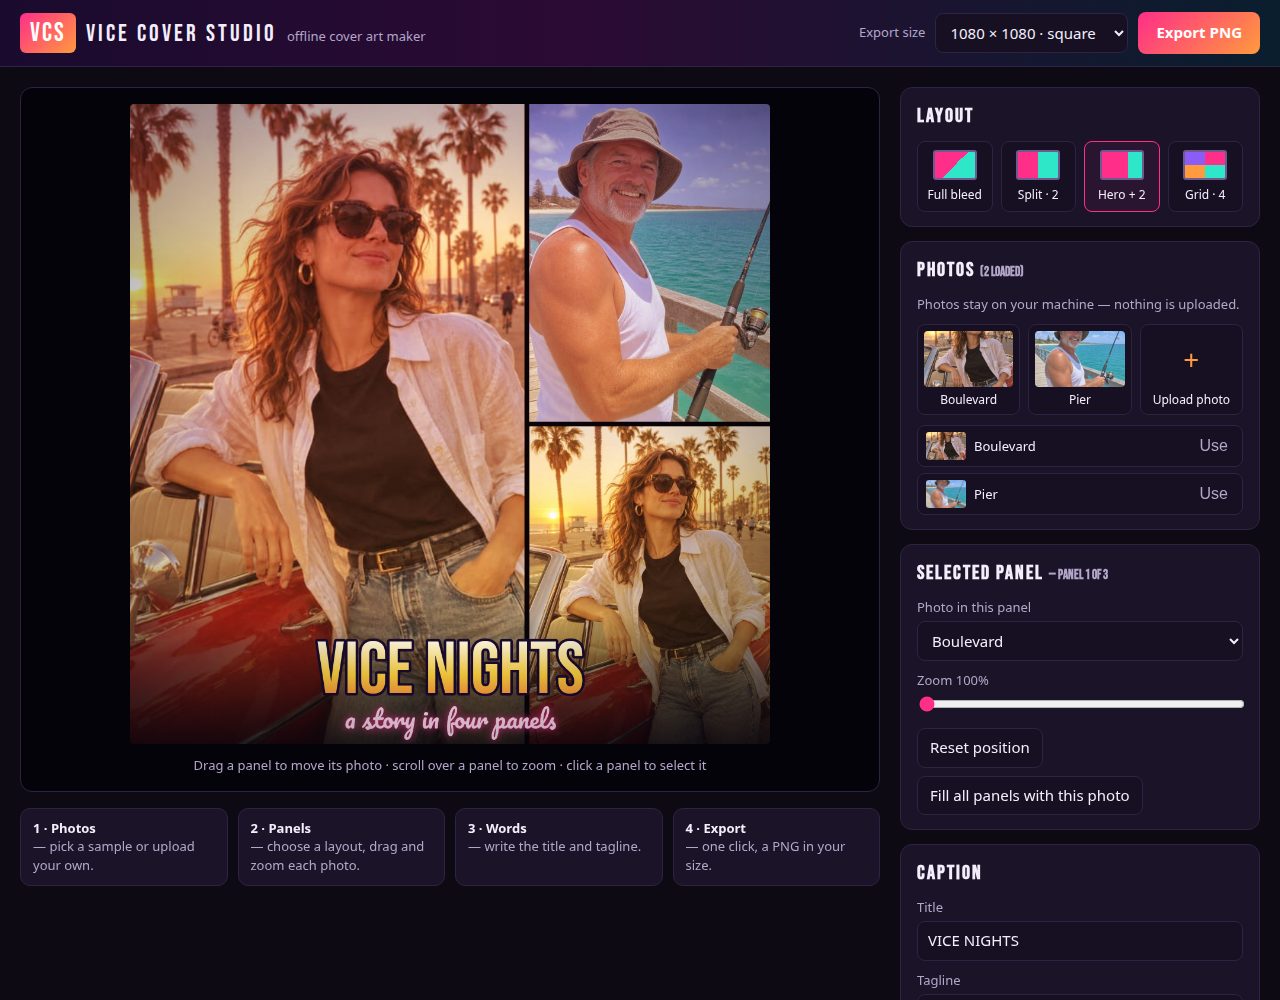 VCS
VICE COVER STUDIO
offline cover art maker
Export size
1080 × 1080 · square
Export PNG
VICE NIGHTS
a story in four panels
Drag a panel to move its photo · scroll over a panel to zoom · click a panel to select it
1 · Photos
— pick a sample or upload
your own.
2 · Panels
— choose a layout, drag and
zoom each photo.
3 · Words
— write the title and tagline.
4 · Export
— one click, a PNG in your
size.
LAYOUT
Full bleed
Split · 2
Hero + 2
Grid · 4
PHOTOS (2 LOADED)
Photos stay on your machine — nothing is uploaded.
Boulevard
Pier
+
Upload photo
Boulevard
Use
Pier
Use
SELECTED PANEL — PANEL 1 OF 3
Photo in this panel
Boulevard
Zoom 100%
Reset position
Fill all panels with this photo
CAPTION
Title
VICE NIGHTS
Tagline